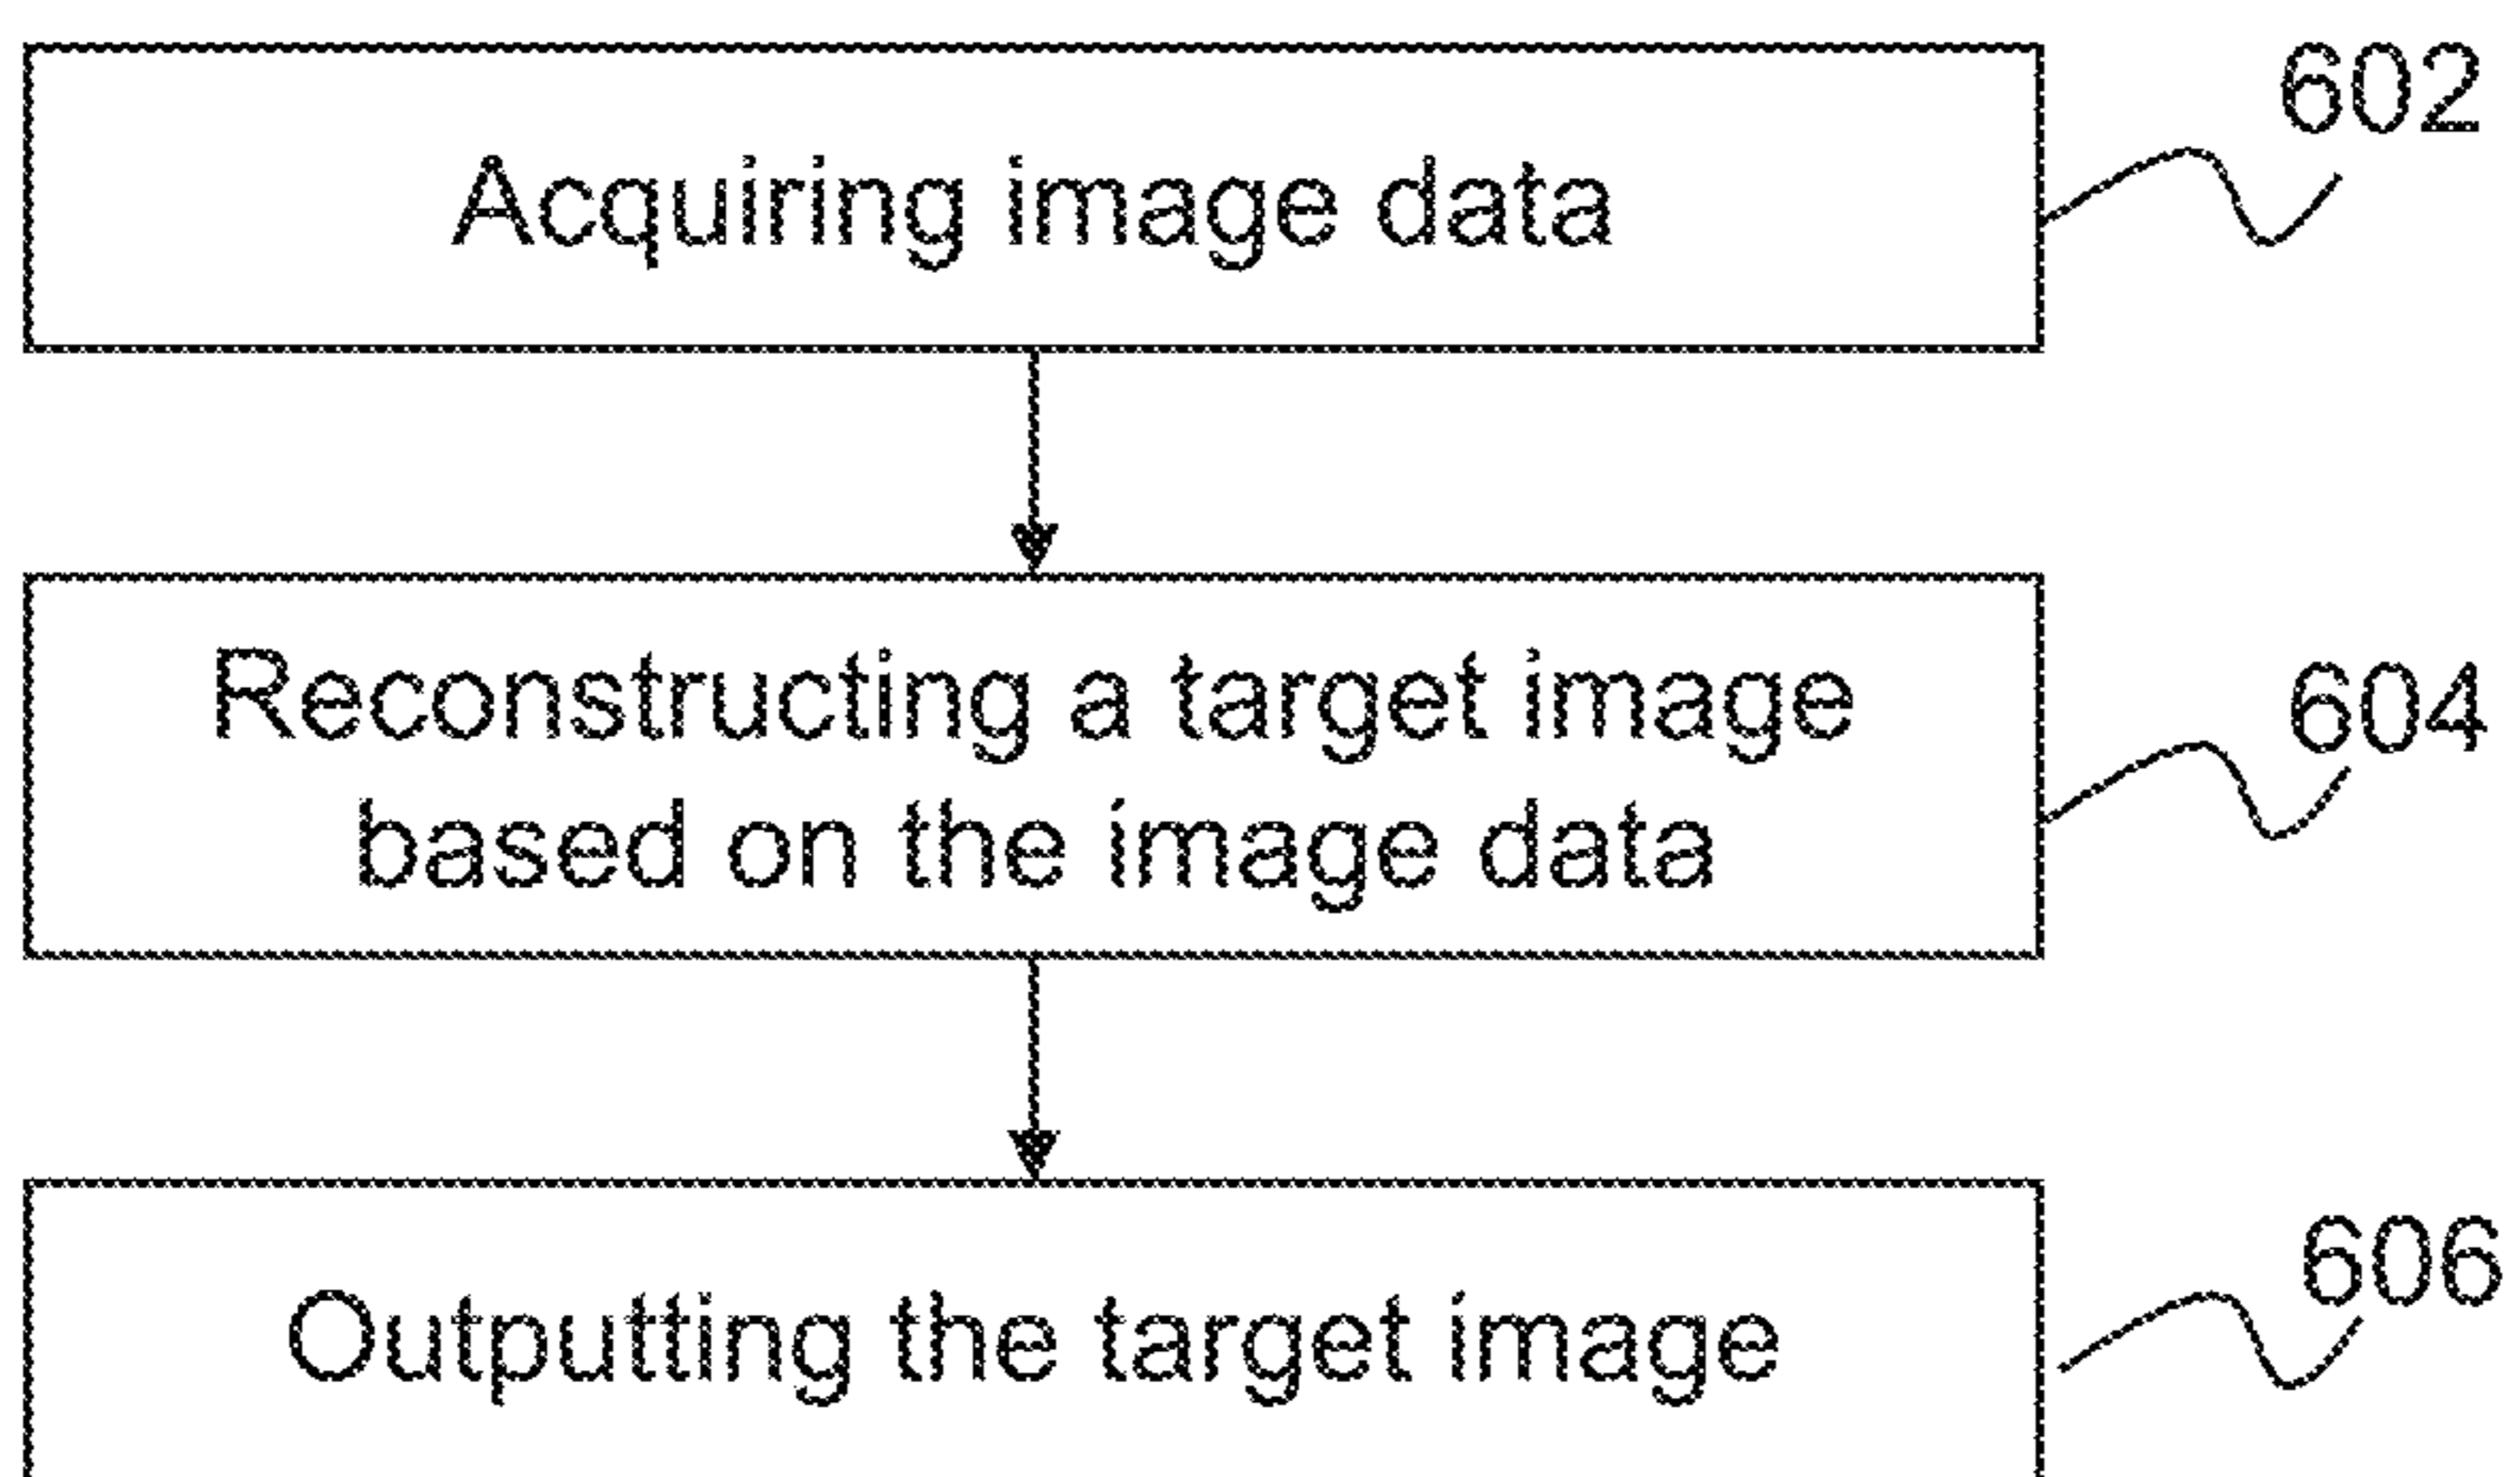 602
Acquiring image data
604
Reconstructing a target image
based on the image data
606
Outputting the target image